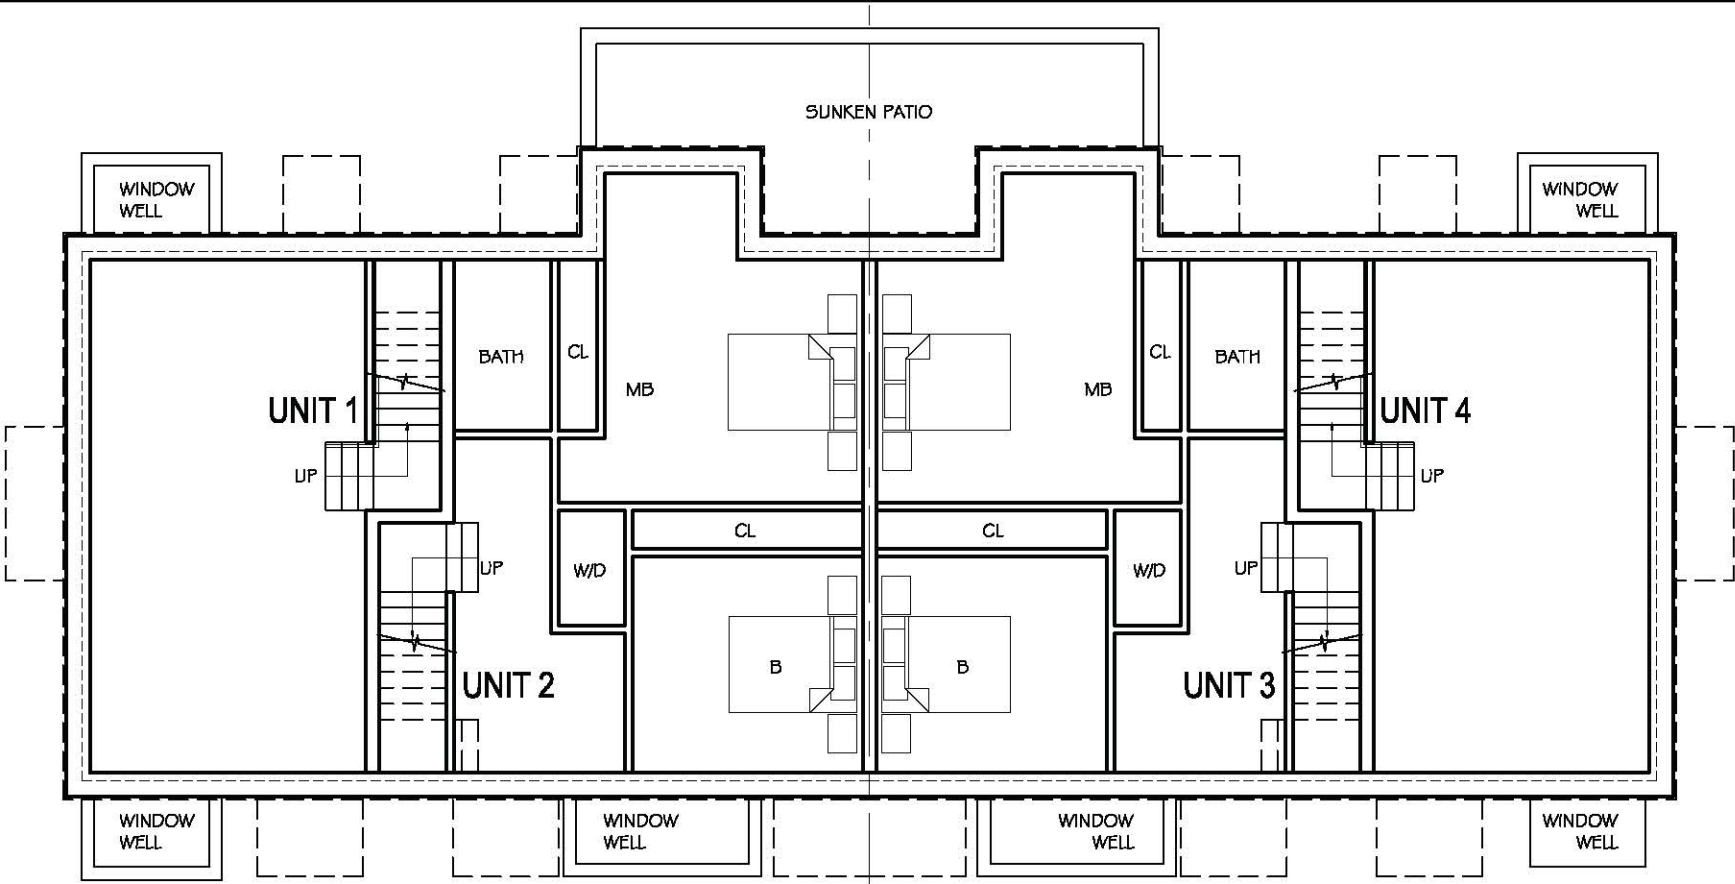 SUNKEN PATIO
WINDOW
WELL
WINDOW
WELL
BATH
CL
MB
MB
CL
BATH
UNIT 1
UNIT 4
UP
UP
CL
CL
UP
W/D
W/D
UP
B
B
UNIT 2
UNIT 3
WINDOW
WELL
WINDOW
WELL
WINDOW
WELL
WINDOW
WELL